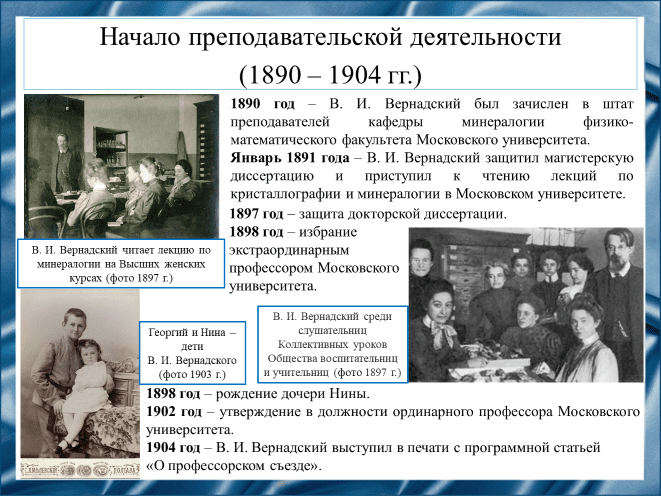 Начало преподавательской деятельности
(1890 – 1904 гг.)
1890 год – В. И. Вернадский был зачислен в штат
преподавателей кафедры минералогии физико-
математического факультета Московского университета.
Январь 1891 года – В. И. Вернадский защитил магистерскую
диссертацию и приступил к чтению лекций по
кристаллографии и минералогии в Московском университете.
1897 год – защита докторской диссертации.
1898 год – избрание
экстраординарным
профессором Московского
университета.
В. И. Вернадский читает лекцию по
минералогии на Высших женских
курсах (фото 1897 г.)
Георгий и Нина –
дети
В. И. Вернадского
(фото 1903 г.)
В. И. Вернадский среди
слушательниц
Коллективных уроков
Общества воспитательниц
и учительниц (фото 1897 г.)
1898 год – рождение дочери Нины.
1902 год – утверждение в должности ординарного профессора Московского
университета.
1904 год – В. И. Вернадский выступил в печати с программной статьей
«О профессорском съезде».
ПОЛТАВА